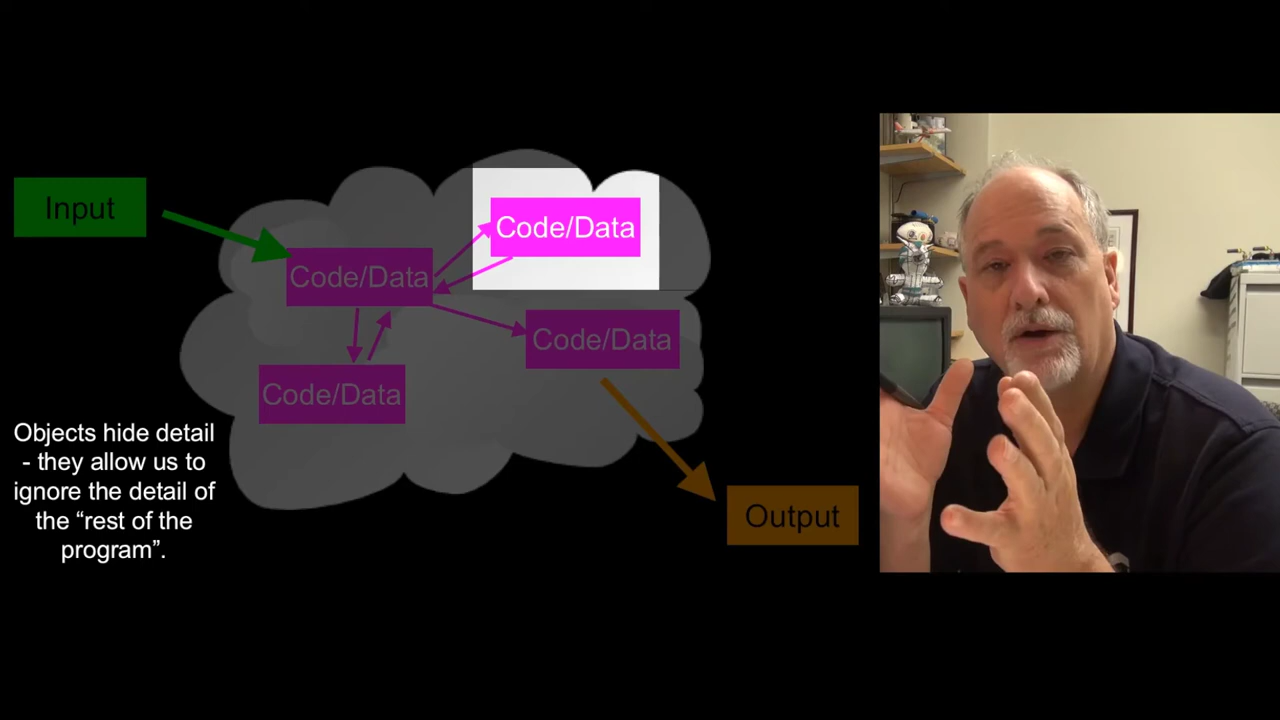 Input
Code/Data
Code/Data
Code/Data
Code/Data
Objects hide detail
- they allow us to
ignore the detail of
the “rest of the
program”.
Output